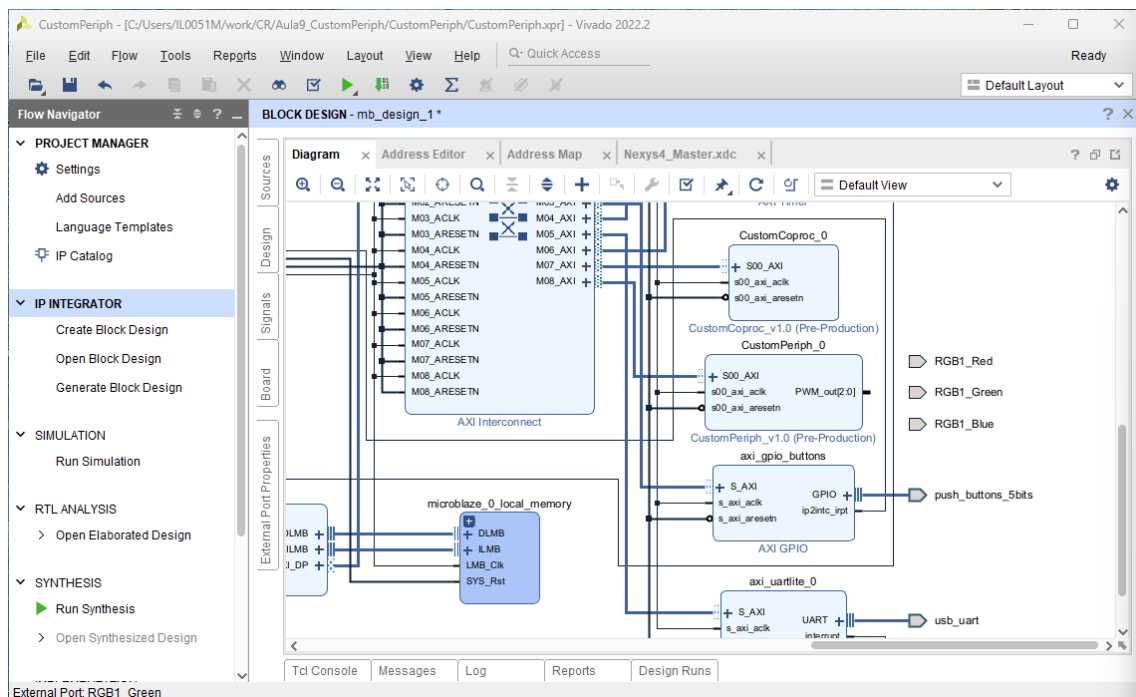 CustomPeriph - [C:/Users/IL0051M/work/CR/Aula9_CustomPeriph/CustomPeriph/CustomPeriph.xpr] - Vivado 2022.2
File Edit Flow Tools Reports Window Layout View Help Q- Quick Access Ready
Default Layout
Flow Navigator
PROJECT MANAGER
Settings
Add Sources
Language Templates
IP Catalog
IP INTEGRATOR
Create Block Design
Open Block Design
Generate Block Design
SIMULATION
Run Simulation
RTL ANALYSIS
Open Elaborated Design
SYNTHESIS
Run Synthesis
Open Synthesized Design
BLOCK DESIGN - mb_design_1 *
Sources
Design
Signals
Board
External Port Properties
Diagram Address Editor Address Map Nexys4_Master.xdc
Default View
M02_ARESETN
M03_ACLK
M03_ARESETN
M04_ACLK
M04_ARESETN
M05_ACLK
M05_ARESETN
M06_ACLK
M06_ARESETN
M07_ACLK
M07_ARESETN
M08_ACLK
M08_ARESETN
M03_AXI
M04_AXI
M05_AXI
M06_AXI
M07_AXI
M08_AXI
AXI Interconnect
AXI Timer
CustomCoproc_0
S00_AXI
s00_axi_aclk
s00_axi_aresetn
CustomCoproc_v1.0 (Pre-Production)
CustomPeriph_0
S00_AXI
s00_axi_aclk
s00_axi_aresetn
PWM_out[2:0]
CustomPeriph_v1.0 (Pre-Production)
RGB1_Red
RGB1_Green
RGB1_Blue
axi_gpio_buttons
S_AXI
s_axi_aclk
s_axi_aresetn
GPIO
ip2intc_irpt
AXI GPIO
push_buttons_5bits
microblaze_0_local_memory
DLMB
ILMB
LMB_Clk
SYS_Rst
DLMB
ILMB
I_DP
axi_uartlite_0
S_AXI
s_axi_aclk
UART
interrupt
usb_uart
Tcl Console Messages Log Reports Design Runs
External Port: RGB1_Green